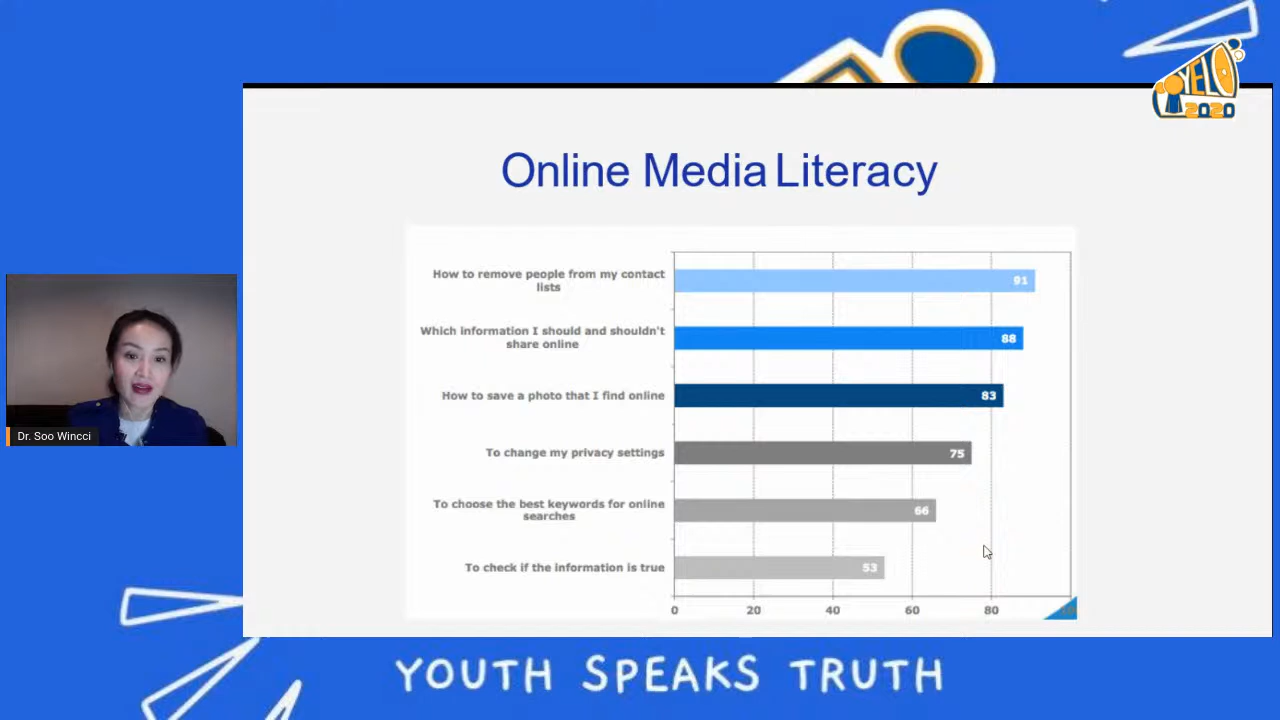 YELO
2020
Online Media Literacy
How to remove people from my contact
lists
91
Which information I should and shouldn't
share online
88
How to save a photo that I find online
83
To change my privacy settings
75
To choose the best keywords for online
searches
66
To check if the information is true
53
0 20 40 60 80
Dr. Soo Wincci
YOUTH SPEAKS TRUTH